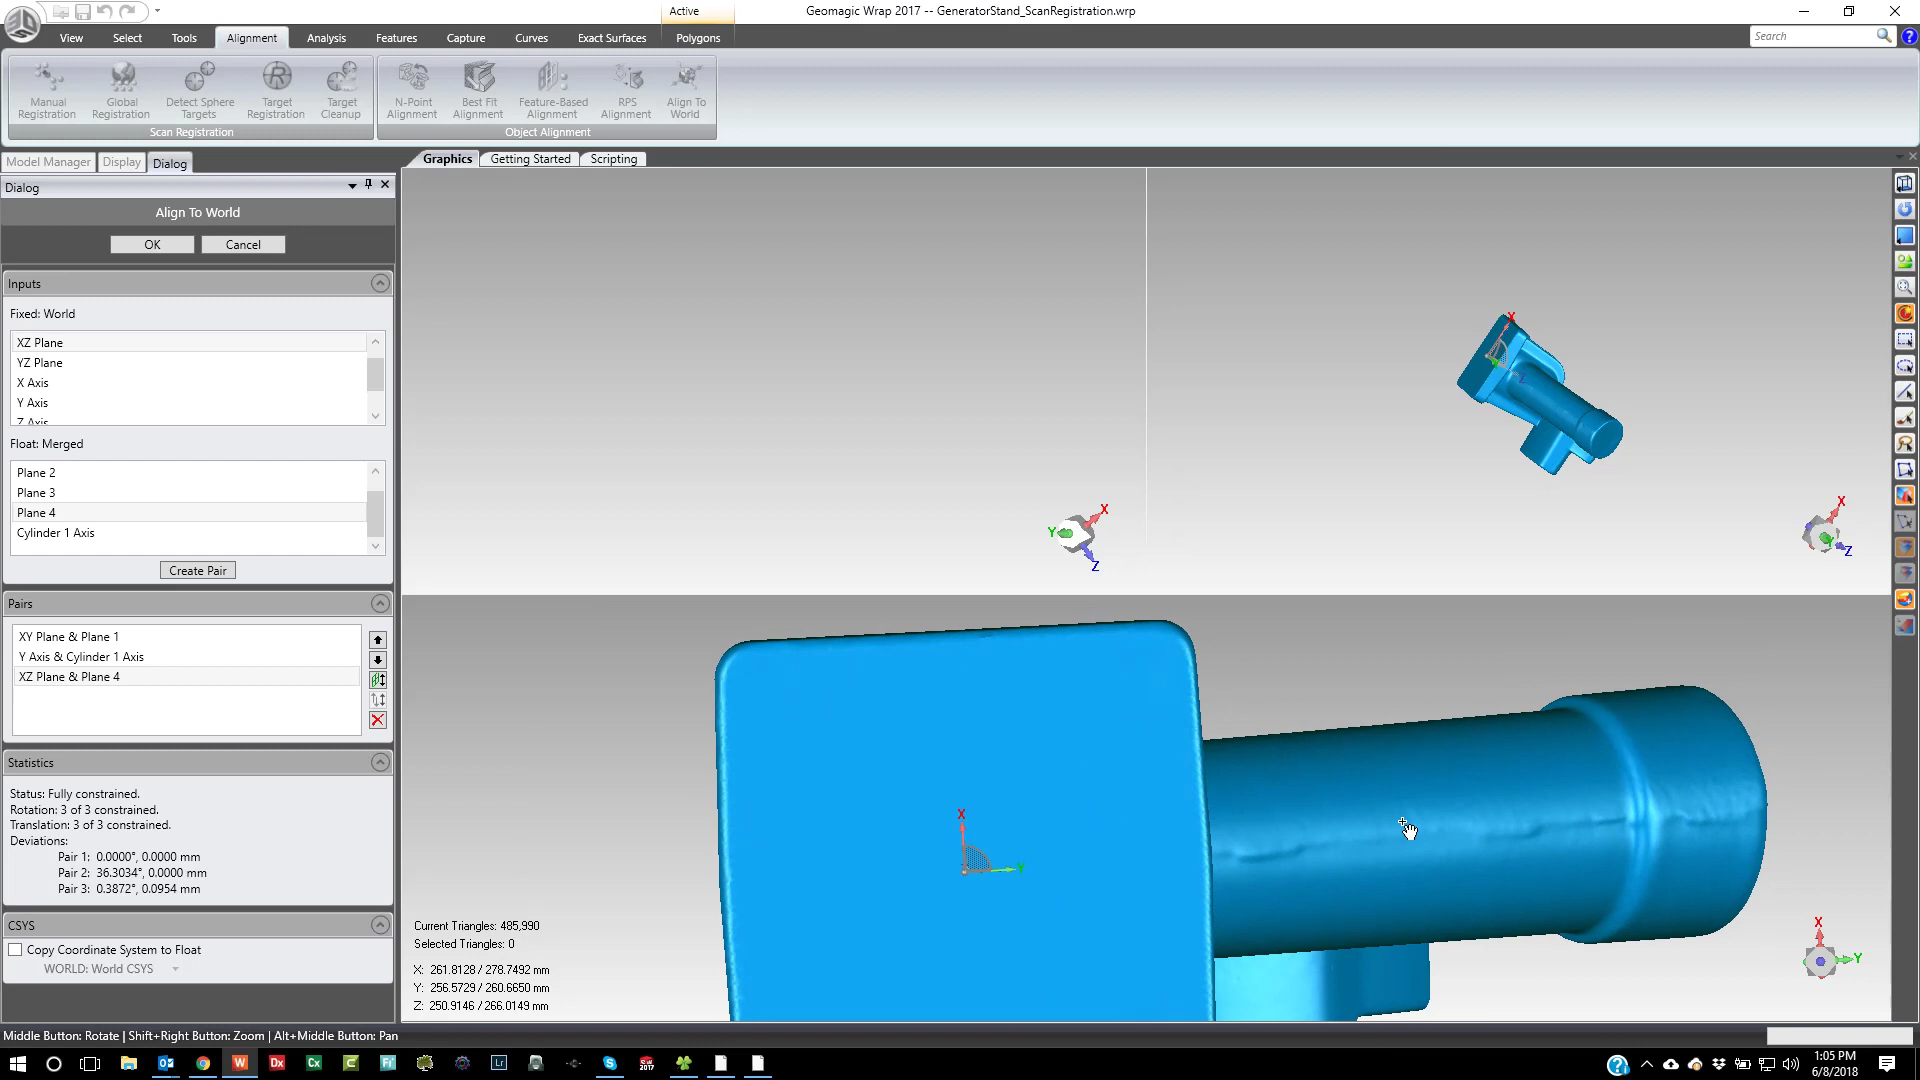 Active
Geomagic Wrap 2017 -- GeneratorStand_ScanRegistration.wrp
View Select Tools Alignment Analysis Features Capture Curves Exact Surfaces Polygons
Search
Manual Registration
Global Registration
Detect Sphere Targets
Target Registration
Target Cleanup
N-Point Alignment
Best Fit Alignment
Feature-Based Alignment
RPS Alignment
Align To World
Scan Registration
Object Alignment
Model Manager Display Dialog
Graphics Getting Started Scripting
Dialog
Align To World
OK Cancel
Inputs
Fixed: World
XZ Plane
YZ Plane
X Axis
Y Axis
Z Axis
Float: Merged
Plane 2
Plane 3
Plane 4
Cylinder 1 Axis
Create Pair
Pairs
XY Plane & Plane 1
Y Axis & Cylinder 1 Axis
XZ Plane & Plane 4
Statistics
Status: Fully constrained.
Rotation: 3 of 3 constrained.
Translation: 3 of 3 constrained.
Deviations:
Pair 1: 0.0000°, 0.0000 mm
Pair 2: 36.3034°, 0.0000 mm
Pair 3: 0.3872°, 0.0954 mm
CSYS
Copy Coordinate System to Float
WORLD: World CSYS
X
Y
Z
X
Z
X
Y
Z
X
Y
X
Y
Current Triangles: 485,990
Selected Triangles: 0
X: 261.8128 / 278.7492 mm
Y: 256.5729 / 260.6650 mm
Z: 250.9146 / 266.0149 mm
Middle Button: Rotate | Shift+Right Button: Zoom | Alt+Middle Button: Pan
W Dx Cx C Fi Lr S SW 2017
1:05 PM
6/8/2018